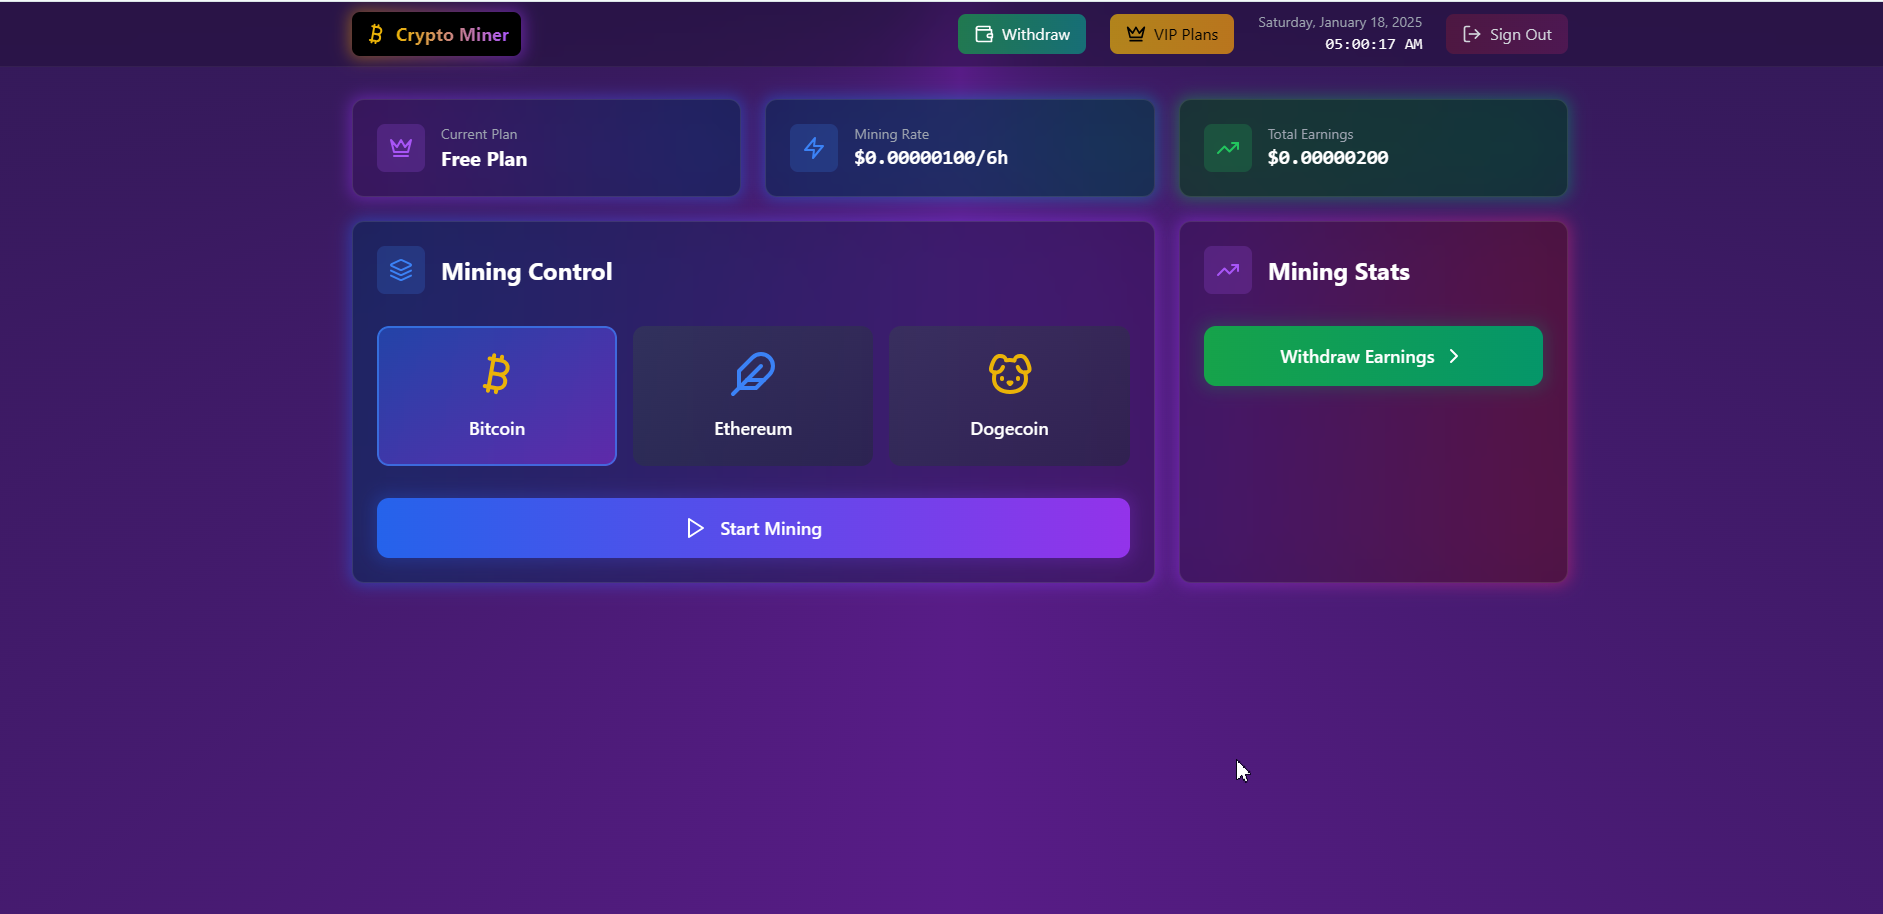 Crypto Miner
Withdraw
VIP Plans
Saturday, January 18, 2025
05:00:17 AM
Sign Out
Current Plan
Free Plan
Mining Rate
$0.00000100/6h
Total Earnings
$0.00000200
Mining Control
Bitcoin
Ethereum
Dogecoin
Start Mining
Mining Stats
Withdraw Earnings